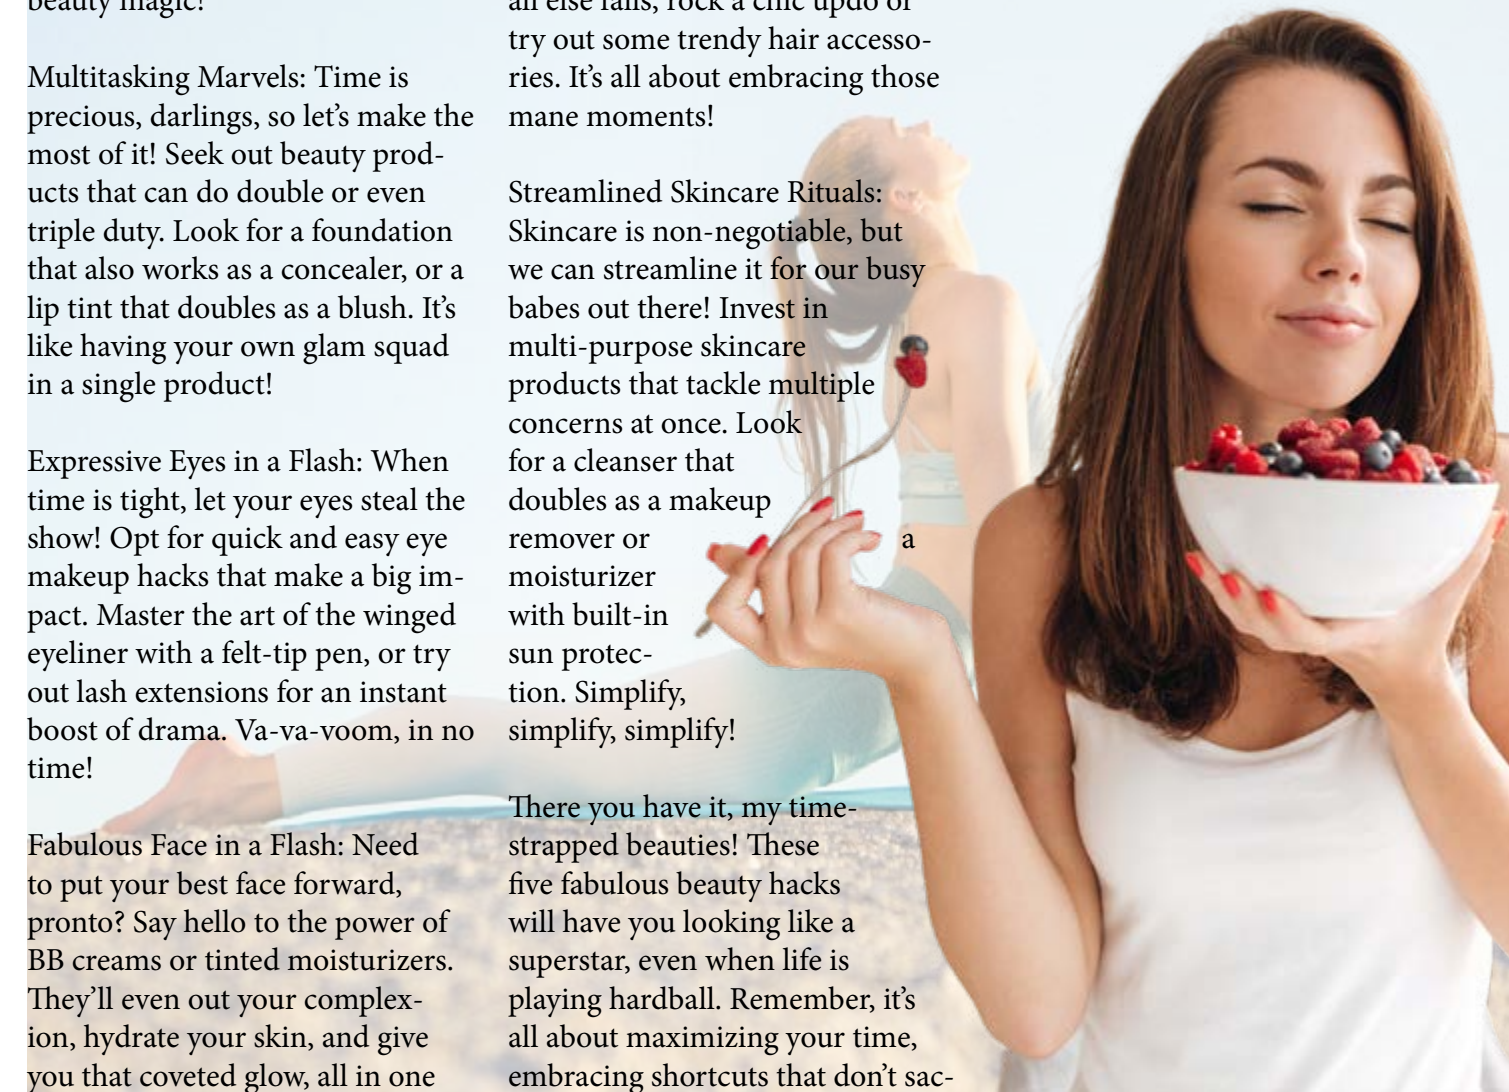 beauty magic!
Multitasking Marvels: Time is
precious, darlings, so let’s make the
most of it! Seek out beauty prod-
ucts that can do double or even
triple duty. Look for a foundation
that also works as a concealer, or a
lip tint that doubles as a blush. It’s
like having your own glam squad
in a single product!
Expressive Eyes in a Flash: When
time is tight, let your eyes steal the
show! Opt for quick and easy eye
makeup hacks that make a big im-
pact. Master the art of the winged
eyeliner with a felt-tip pen, or try
out lash extensions for an instant
boost of drama. Va-va-voom, in no
time!
Fabulous Face in a Flash: Need
to put your best face forward,
pronto? Say hello to the power of
BB creams or tinted moisturizers.
They’ll even out your complex-
ion, hydrate your skin, and give
you that coveted glow, all in one
all else fails, rock a chic updo or
try out some trendy hair accesso-
ries. It’s all about embracing those
mane moments!
Streamlined Skincare Rituals:
Skincare is non-negotiable, but
we can streamline it for our busy
babes out there! Invest in
multi-purpose skincare
products that tackle multiple
concerns at once. Look
for a cleanser that
doubles as a makeup
remover or a
moisturizer
with built-in
sun protec-
tion. Simplify,
simplify, simplify!
There you have it, my time-
strapped beauties! These
five fabulous beauty hacks
will have you looking like a
superstar, even when life is
playing hardball. Remember, it’s
all about maximizing your time,
embracing shortcuts that don’t sac-